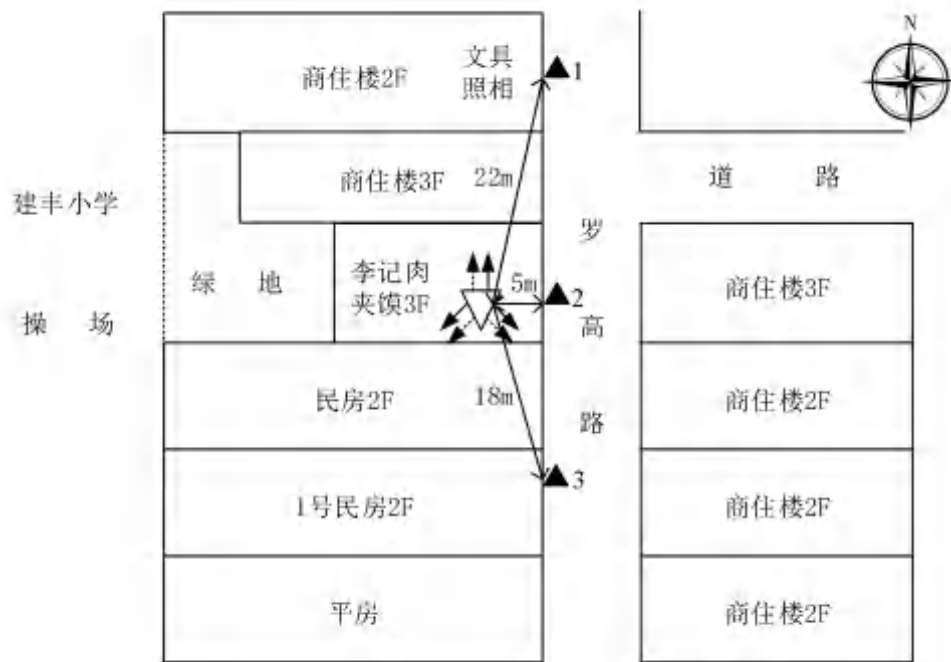 N
文具
照相
1
商住楼2F
商住楼3F
22m
道 路
建丰小学
罗
绿 地
李记肉
夹馍3F
5m
2
商住楼3F
操 场
高
民房2F
18m
商住楼2F
路
3
1号民房2F
商住楼2F
平房
商住楼2F